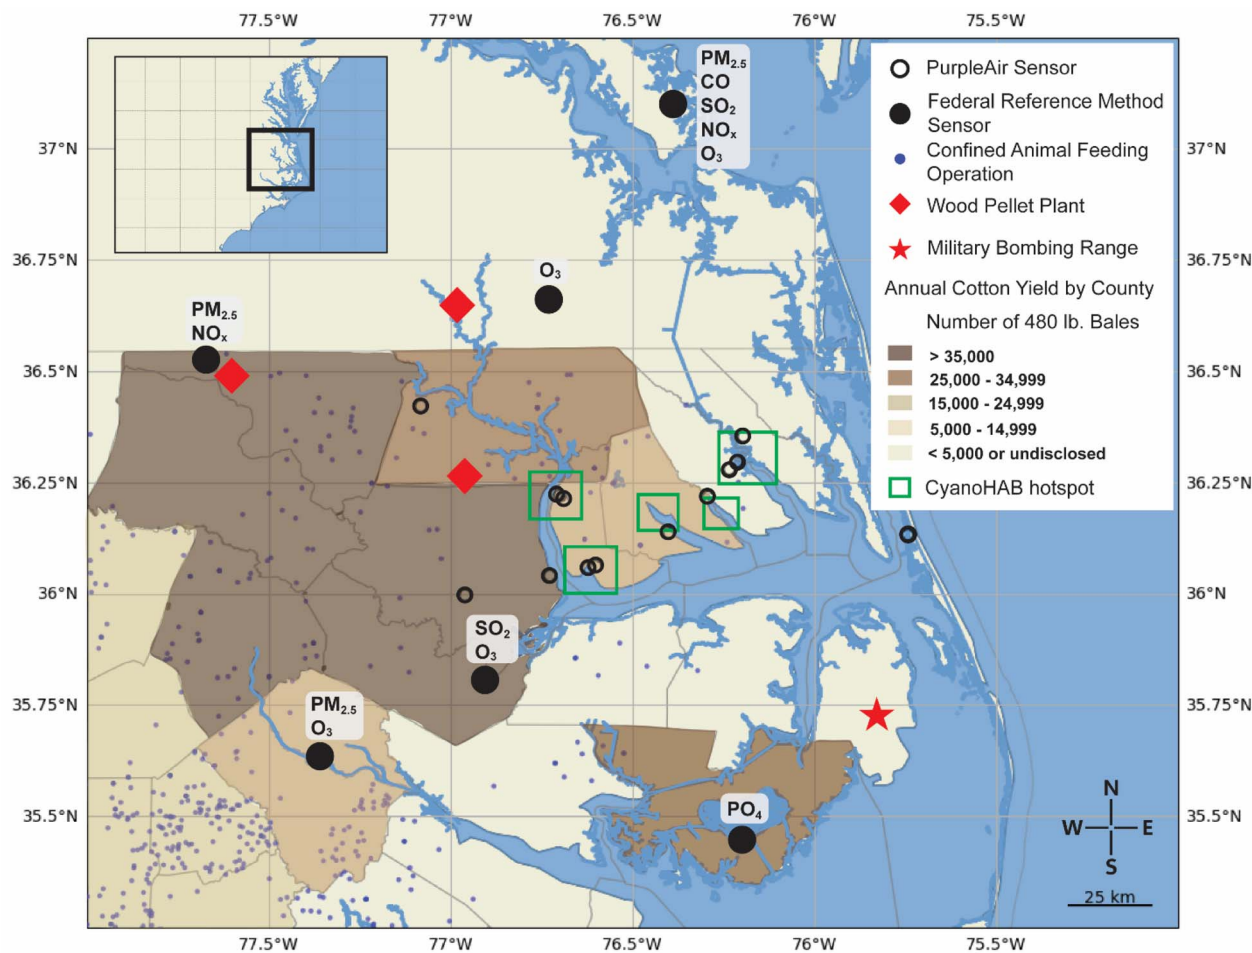 77.5°W 77°W 76.5°W 76°W 75.5°W
PM₂.₅
CO
SO₂
NOₓ
O₃
PurpleAir Sensor
Federal Reference Method
Sensor
Confined Animal Feeding
Operation
Wood Pellet Plant
Military Bombing Range
Annual Cotton Yield by County
Number of 480 lb. Bales
> 35,000
25,000 - 34,999
15,000 - 24,999
5,000 - 14,999
< 5,000 or undisclosed
CyanoHAB hotspot
37°N 37°N
36.75°N 36.75°N
O₃
PM₂.₅
NOₓ
36.5°N 36.5°N
36.25°N 36.25°N
36°N 36°N
SO₂
O₃
35.75°N 35.75°N
PM₂.₅
O₃
PO₄
35.5°N 35.5°N
N
W E
S
25 km
77.5°W 77°W 76.5°W 76°W 75.5°W